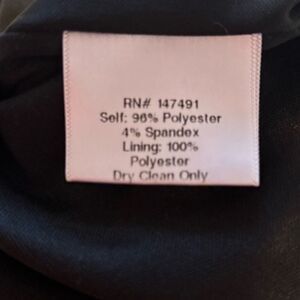 RN# 147491
Self: 96% Polyester
4% Spandex
Lining: 100%
Polyester
Dry Clean Only